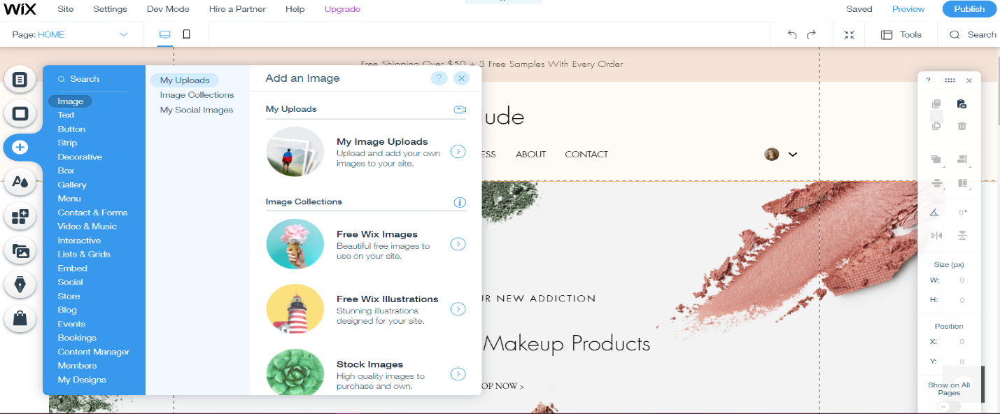 WiX
Site Settings Dev Mode Hire a Partner Help Upgrade
Saved Preview Publish
Page: HOME
Tools Search
Free Shipping Over $50 + 3 Free Samples With Every Order
Search
Image
Text
Button
Strip
Decorative
Box
Gallery
Menu
Contact & Forms
Video & Music
Interactive
Lists & Grids
Embed
Social
Store
Blog
Events
Bookings
Content Manager
Members
My Designs
My Uploads
Image Collections
My Social Images
Add an Image
?
My Uploads
My Image Uploads
Upload and add your own
images to your site.
Image Collections
Free Wix Images
Beautiful free images to
use on your site.
Free Wix Illustrations
Stunning illustrations
designed for your site.
Stock Images
High quality images to
purchase and own.
ude
ESS ABOUT CONTACT
UR NEW ADDICTION
Makeup Products
OP NOW >
?
0°
Size (px)
W: 0
H: 0
Position
X: 0
Y: 0
Show on All
Pages